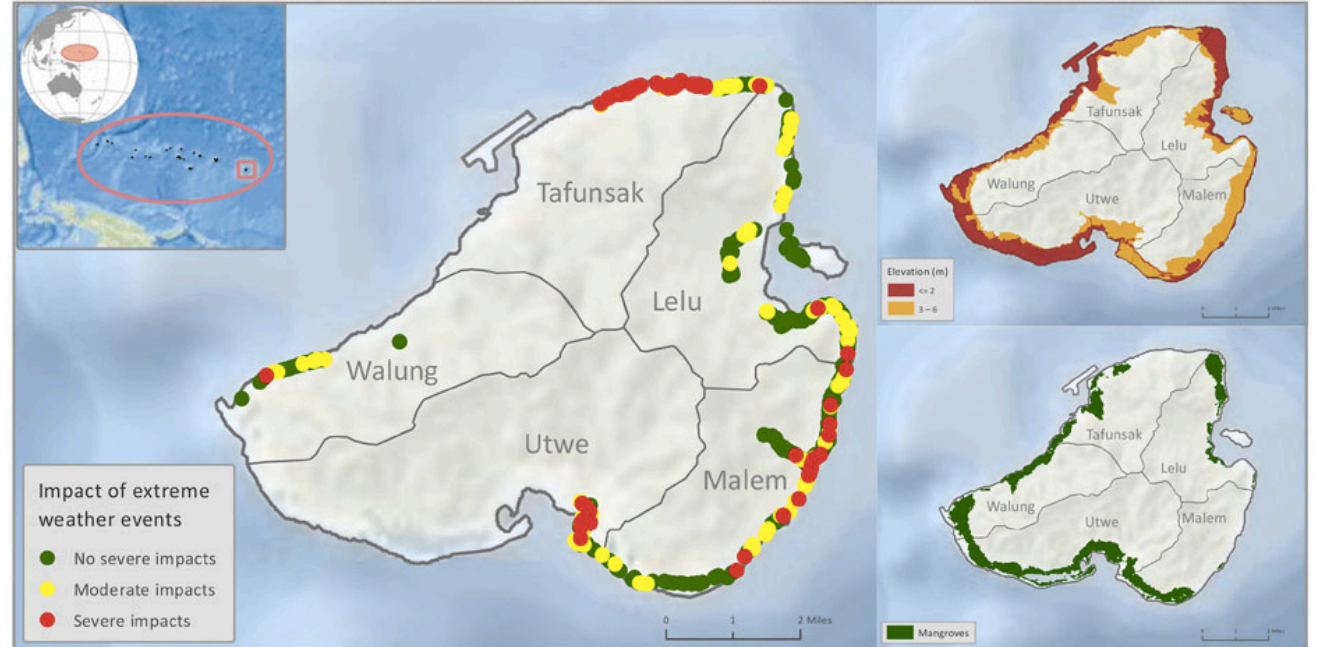 Tafunsak
Lelu
Walung
Utwe
Malem
Impact of extreme
weather events
No severe impacts
Moderate impacts
Severe impacts
0 1 2 Miles
Tafunsak
Lelu
Walung
Utwe
Malem
Elevation (m)
<= 2
3 – 6
Tafunsak
Lelu
Walung
Utwe
Malem
Mangroves